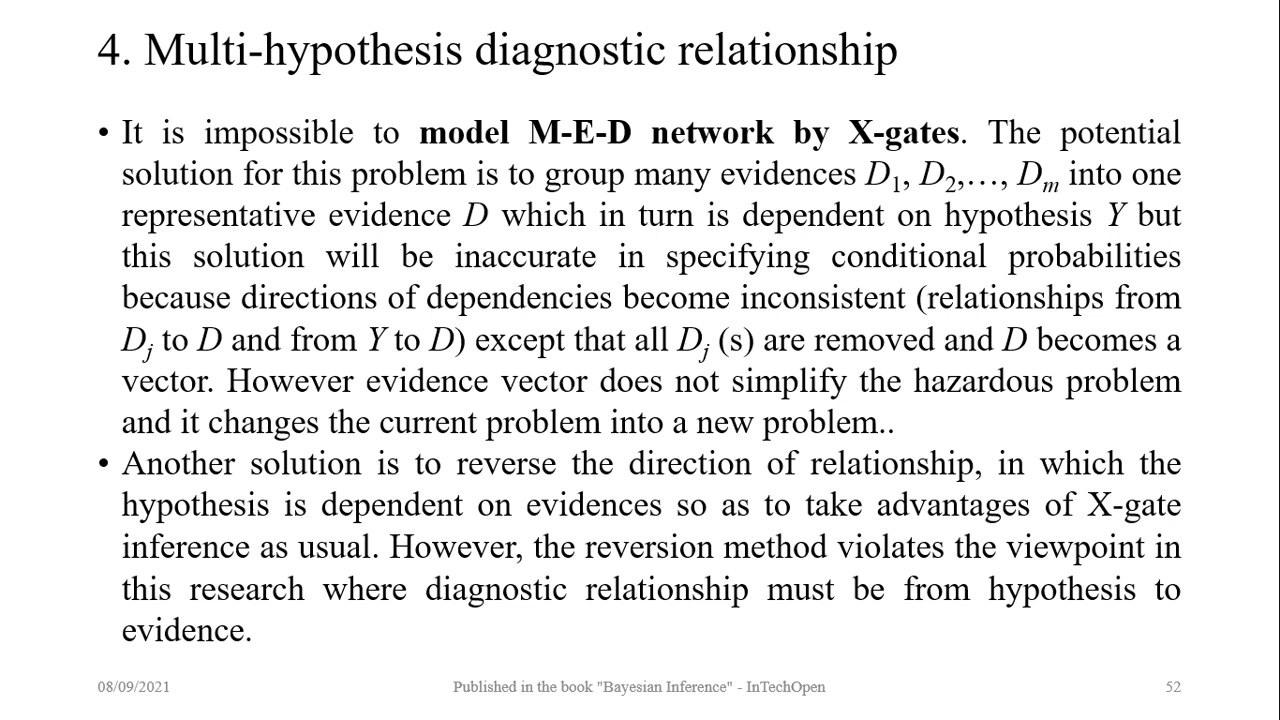 4. Multi-hypothesis diagnostic relationship
• It is impossible to model M-E-D network by X-gates. The potential
solution for this problem is to group many evidences D1, D2,…, Dm into one
representative evidence D which in turn is dependent on hypothesis Y but
this solution will be inaccurate in specifying conditional probabilities
because directions of dependencies become inconsistent (relationships from
Dj to D and from Y to D) except that all Dj (s) are removed and D becomes a
vector. However evidence vector does not simplify the hazardous problem
and it changes the current problem into a new problem..
• Another solution is to reverse the direction of relationship, in which the
hypothesis is dependent on evidences so as to take advantages of X-gate
inference as usual. However, the reversion method violates the viewpoint in
this research where diagnostic relationship must be from hypothesis to
evidence.
08/09/2021 Published in the book "Bayesian Inference" - InTechOpen 52